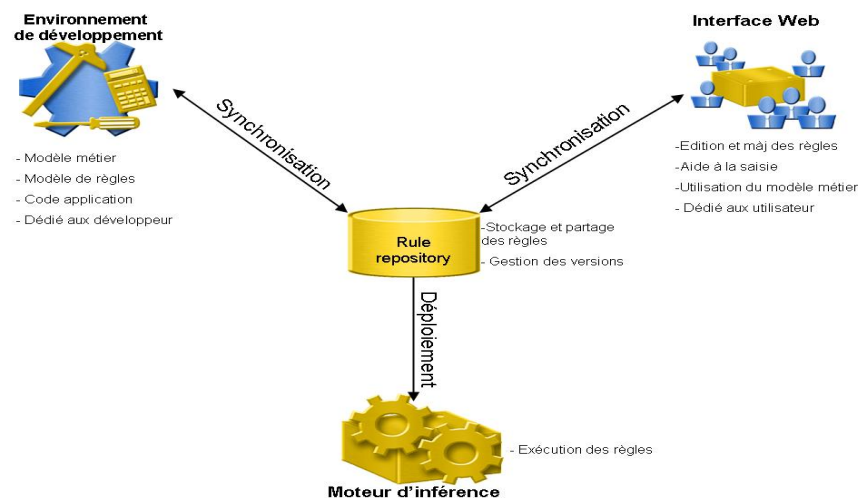 Environnement
de développement
- Modèle métier
- Modèle de règles
- Code application
- Dédié aux développeur
Synchronisation
Interface Web
-Edition et màj des règles
-Aide à la saisie
-Utilisation du modèle métier
- Dédié aux utilisateur
Synchronisation
Rule
repository
-Stockage et partage
des règles
- Gestion des versions
Déploiement
- Exécution des règles
Moteur d'inférence